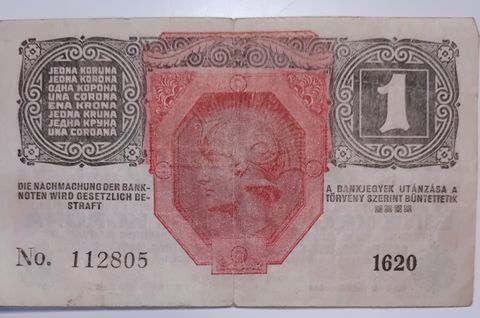 JEDNA KORUNA
JEDNA KORONA
ОДНА КОРОНА
UNA CORONA
ENA KRONA
JEDNA KRUNA
ЈЕДНА КРУНА
UNA COROANA
1
DIE NACHMACHUNG DER BANK-
NOTEN WIRD GESETZLICH BE-
STRAFT
A BANKJEGYEK UTÁNZÁSA A
TÖRVÉNY SZERINT BÜNTETTETIK
No. 112805
1620